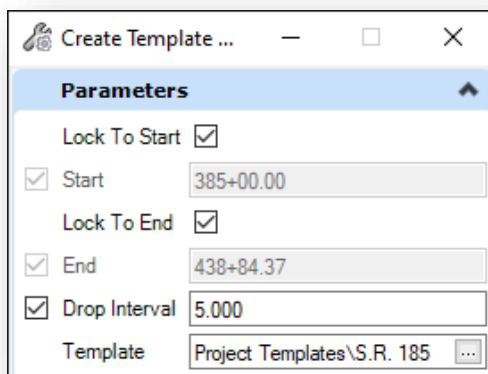 Create Template ...
Parameters
Lock To Start
Start 385+00.00
Lock To End
End 438+84.37
Drop Interval 5.000
Template Project Templates\S.R. 185 ...